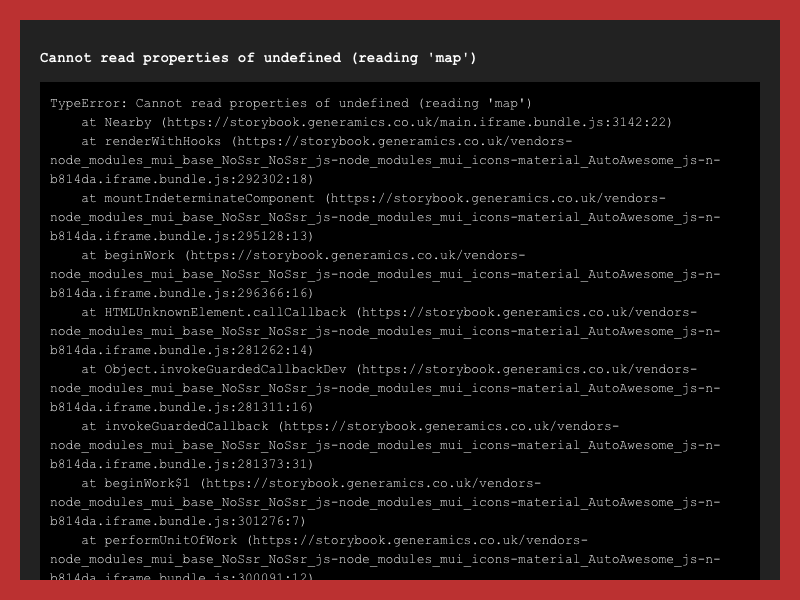 Cannot read properties of undefined (reading 'map')
TypeError: Cannot read properties of undefined (reading 'map')
at Nearby (https://storybook.generamics.co.uk/main.iframe.bundle.js:3142:22)
at renderWithHooks (https://storybook.generamics.co.uk/vendors-
node_modules_mui_base_NoSsr_NoSsr_js-node_modules_mui_icons-material_AutoAwesome_js-n-
b814da.iframe.bundle.js:292302:18)
at mountIndeterminateComponent (https://storybook.generamics.co.uk/vendors-
node_modules_mui_base_NoSsr_NoSsr_js-node_modules_mui_icons-material_AutoAwesome_js-n-
b814da.iframe.bundle.js:295128:13)
at beginWork (https://storybook.generamics.co.uk/vendors-
node_modules_mui_base_NoSsr_NoSsr_js-node_modules_mui_icons-material_AutoAwesome_js-n-
b814da.iframe.bundle.js:296366:16)
at HTMLUnknownElement.callCallback (https://storybook.generamics.co.uk/vendors-
node_modules_mui_base_NoSsr_NoSsr_js-node_modules_mui_icons-material_AutoAwesome_js-n-
b814da.iframe.bundle.js:281262:14)
at Object.invokeGuardedCallbackDev (https://storybook.generamics.co.uk/vendors-
node_modules_mui_base_NoSsr_NoSsr_js-node_modules_mui_icons-material_AutoAwesome_js-n-
b814da.iframe.bundle.js:281311:16)
at invokeGuardedCallback (https://storybook.generamics.co.uk/vendors-
node_modules_mui_base_NoSsr_NoSsr_js-node_modules_mui_icons-material_AutoAwesome_js-n-
b814da.iframe.bundle.js:281373:31)
at beginWork$1 (https://storybook.generamics.co.uk/vendors-
node_modules_mui_base_NoSsr_NoSsr_js-node_modules_mui_icons-material_AutoAwesome_js-n-
b814da.iframe.bundle.js:301276:7)
at performUnitOfWork (https://storybook.generamics.co.uk/vendors-
node_modules_mui_base_NoSsr_NoSsr_js-node_modules_mui_icons-material_AutoAwesome_js-n-
b814da.iframe.bundle.js:300091:12)